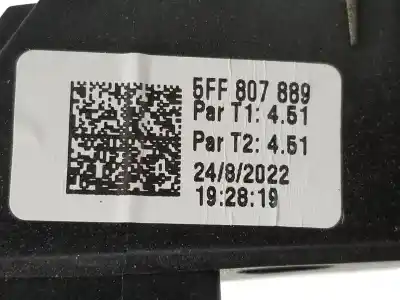 5FF 807 889
Par T1: 4.51
Par T2: 4.51
24/8/2022
19:28:19